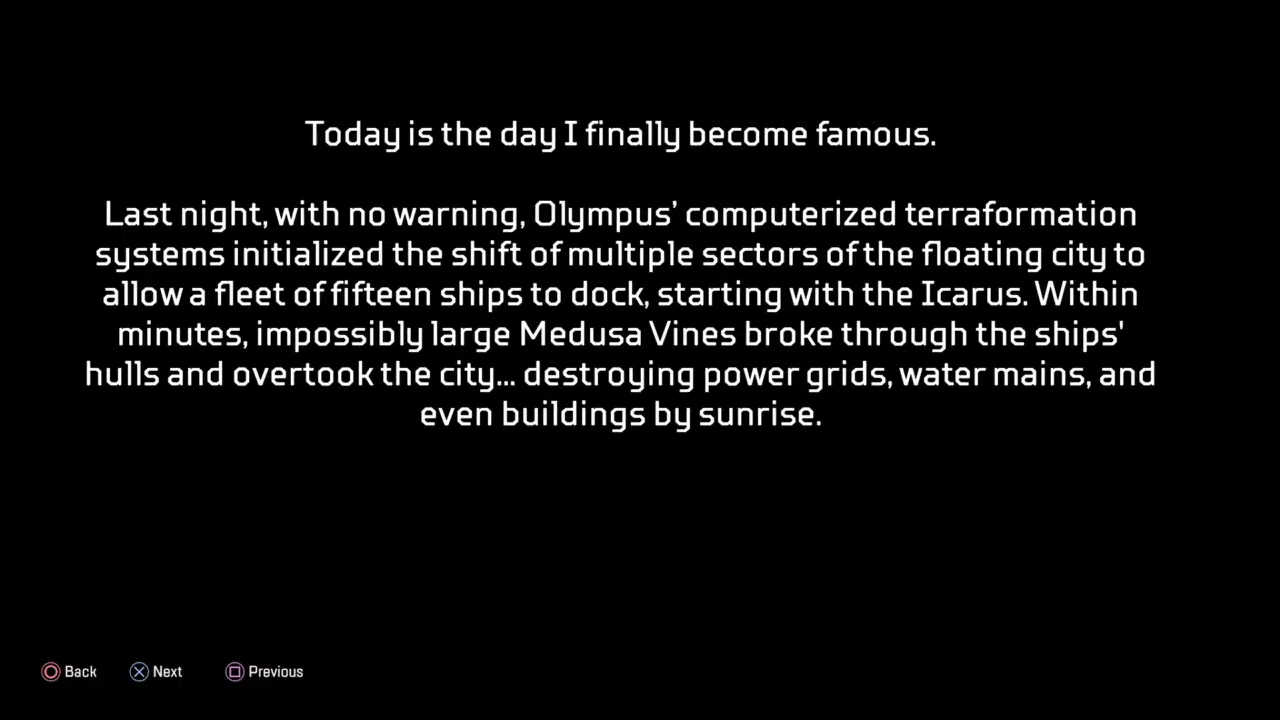 Today is the day I finally become famous.
Last night, with no warning, Olympus’ computerized terraformation
systems initialized the shift of multiple sectors of the floating city to
allow a fleet of fifteen ships to dock, starting with the Icarus. Within
minutes, impossibly large Medusa Vines broke through the ships'
hulls and overtook the city... destroying power grids, water mains, and
even buildings by sunrise.
Back Next Previous